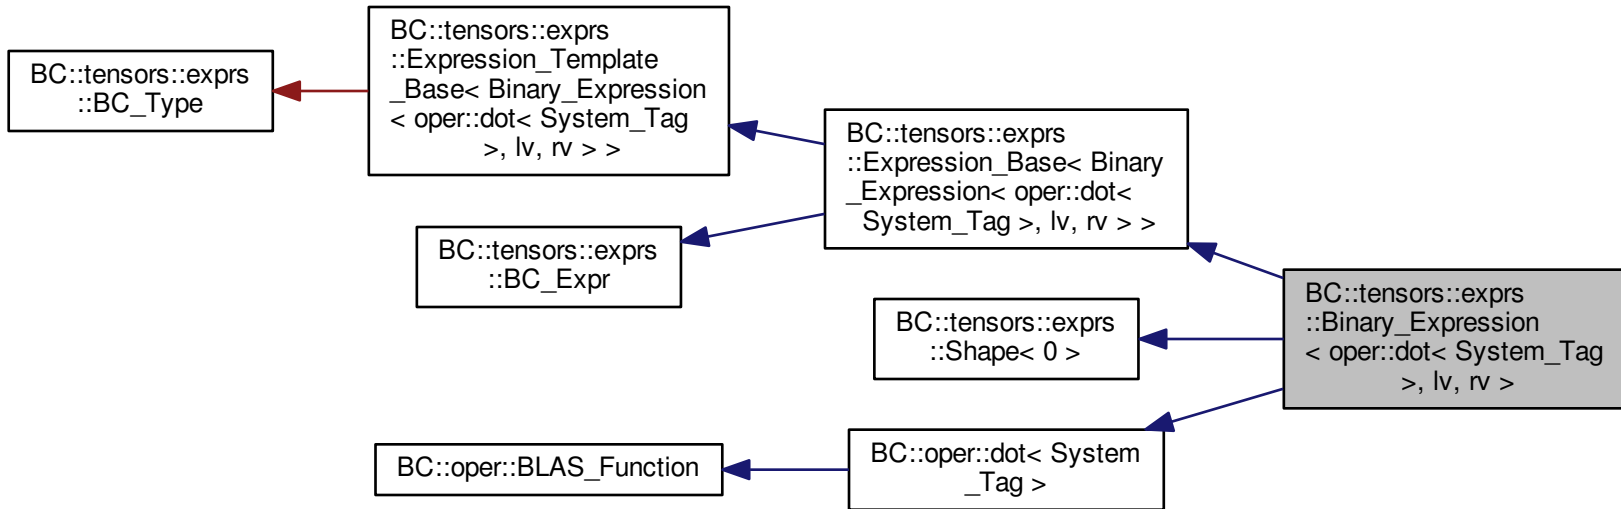 BC::tensors::exprs
::BC_Type
BC::tensors::exprs
::Expression_Template
_Base< Binary_Expression
< oper::dot< System_Tag
>, lv, rv > >
BC::tensors::exprs
::BC_Expr
BC::tensors::exprs
::Expression_Base< Binary
_Expression< oper::dot<
System_Tag >, lv, rv > >
BC::tensors::exprs
::Shape< 0 >
BC::oper::BLAS_Function
BC::oper::dot< System
_Tag >
BC::tensors::exprs
::Binary_Expression
< oper::dot< System_Tag
>, lv, rv >